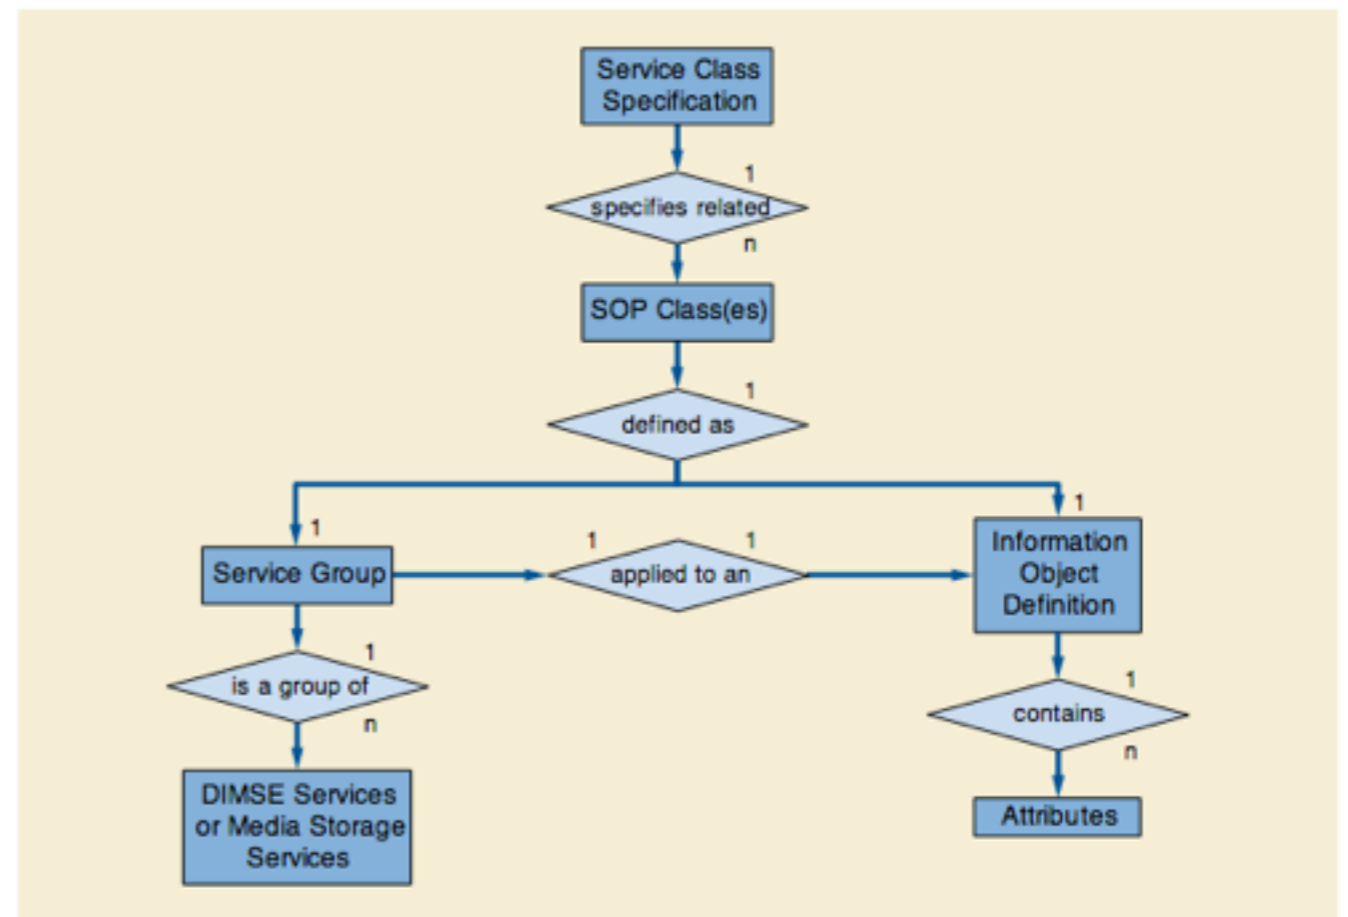 Service Class
Specification
1
specifies related
n
SOP Class(es)
1
defined as
1
1
Service Group
1
applied to an
1
Information
Object
Definition
1
is a group of
n
1
contains
n
DIMSE Services
or Media Storage
Services
Attributes